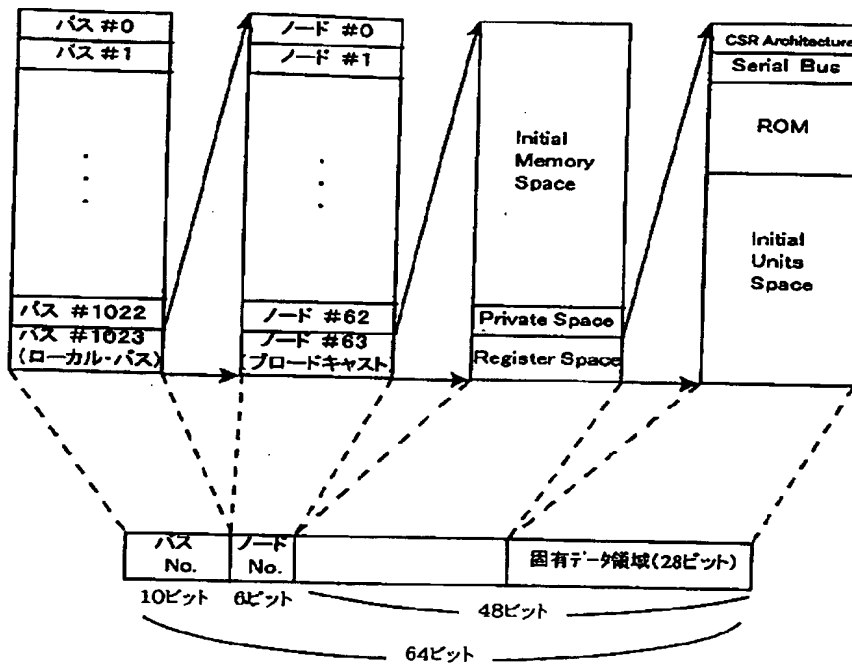 バス #0
バス #1
バス #1022
バス #1023
(ローカル・バス)
ノード #0
ノード #1
ノード #62
ノード #63
(ブロードキャスト)
Initial
Memory
Space
Private Space
Register Space
CSR Architecture
Serial Bus
ROM
Initial
Units
Space
バス
No.
ノード
No.
固有データ領域(28ビット)
10ビット
6ビット
48ビット
64ビット